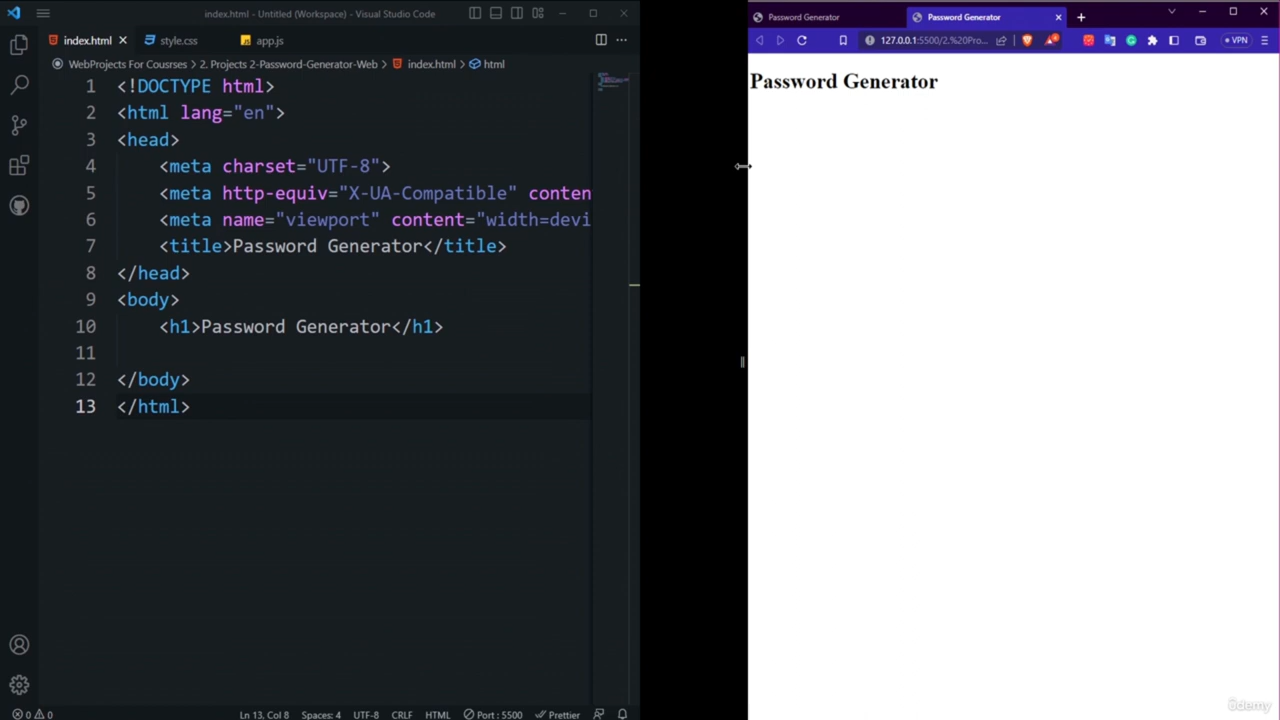 index.html - Untitled (Workspace) - Visual Studio Code
index.html
style.css
app.js
WebProjects For Coursses > 2. Projects 2-Password-Generator-Web > index.html > html
1 <!DOCTYPE html>
2 <html lang="en">
3 <head>
4 <meta charset="UTF-8">
5 <meta http-equiv="X-UA-Compatible" conten
6 <meta name="viewport" content="width=devi
7 <title>Password Generator</title>
8 </head>
9 <body>
10 <h1>Password Generator</h1>
11
12 </body>
13 </html>
0 0
Ln 13, Col 8
Spaces: 4
UTF-8
CRLF
HTML
Port : 5500
Prettier
Password Generator
Password Generator
127.0.0.1:5500/2.%20Pro...
VPN
Password Generator
ûdemy